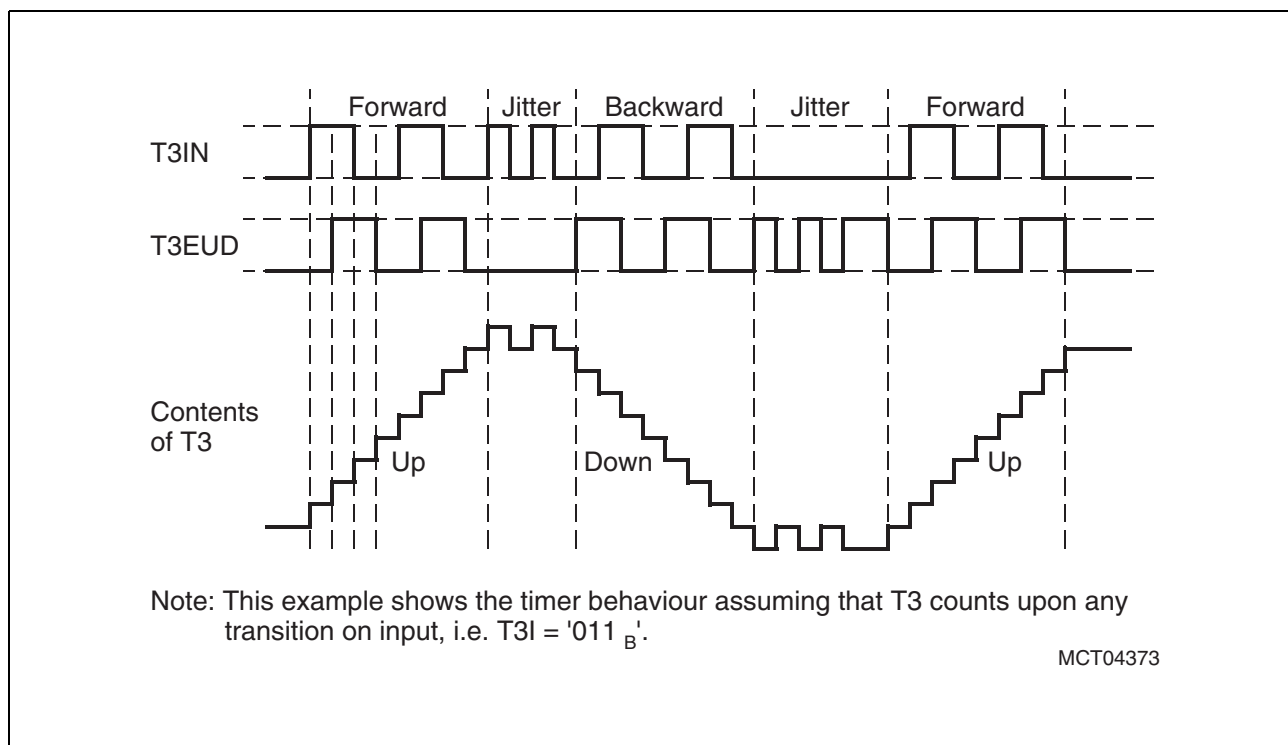 Forward Jitter Backward Jitter Forward
T3IN
T3EUD
Contents
of T3
Up Down Up
Note: This example shows the timer behaviour assuming that T3 counts upon any
transition on input, i.e. T3I = '011 B'.
MCT04373